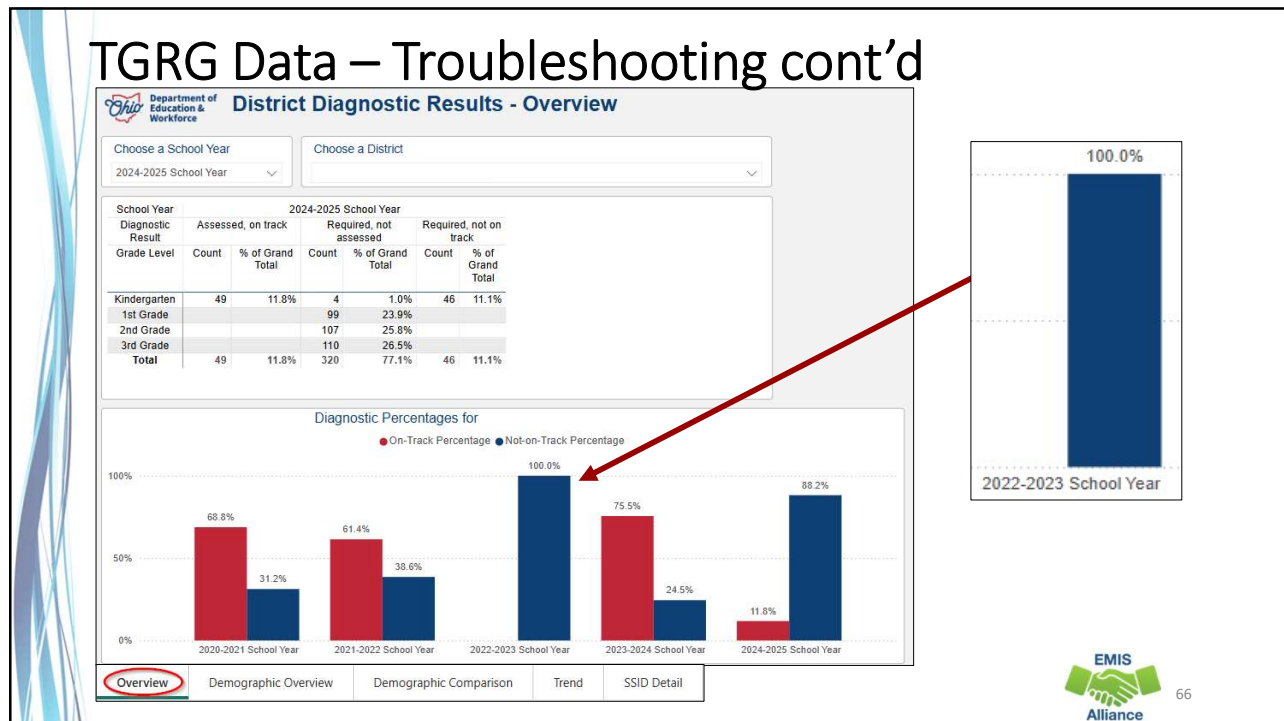 TGRG Data – Troubleshooting cont’d
Ohio Department of Education & Workforce
District Diagnostic Results - Overview
Choose a School Year
2024-2025 School Year
Choose a District
School Year 2024-2025 School Year
Diagnostic Result Assessed, on track Required, not assessed Required, not on track
Grade Level Count % of Grand Total Count % of Grand Total Count % of Grand Total
Kindergarten 49 11.8% 4 1.0% 46 11.1%
1st Grade 99 23.9%
2nd Grade 107 25.8%
3rd Grade 110 26.5%
Total 49 11.8% 320 77.1% 46 11.1%
Diagnostic Percentages for
On-Track Percentage Not-on-Track Percentage
100%
50%
0%
68.8% 31.2%
61.4% 38.6%
100.0%
75.5% 24.5%
11.8% 88.2%
2020-2021 School Year 2021-2022 School Year 2022-2023 School Year 2023-2024 School Year 2024-2025 School Year
Overview Demographic Overview Demographic Comparison Trend SSID Detail
100.0%
2022-2023 School Year
EMIS
Alliance
66